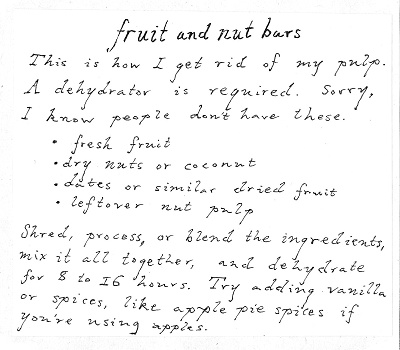 fruit and nut bars
This is how I get rid of my pulp.
A dehydrator is required. Sorry,
I know people don't have these.
• fresh fruit
• dry nuts or coconut
• dates or similar dried fruit
• leftover nut pulp
Shred, process, or blend the ingredients,
mix it all together, and dehydrate
for 8 to 16 hours. Try adding vanilla
or spices, like apple pie spices if
you're using apples.